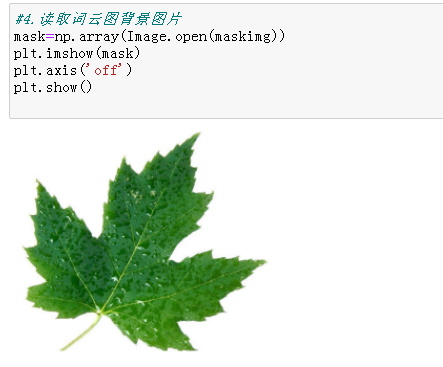 #4.读取词云图背景图片
mask=np.array(Image.open(maskimg))
plt.imshow(mask)
plt.axis('off')
plt.show()